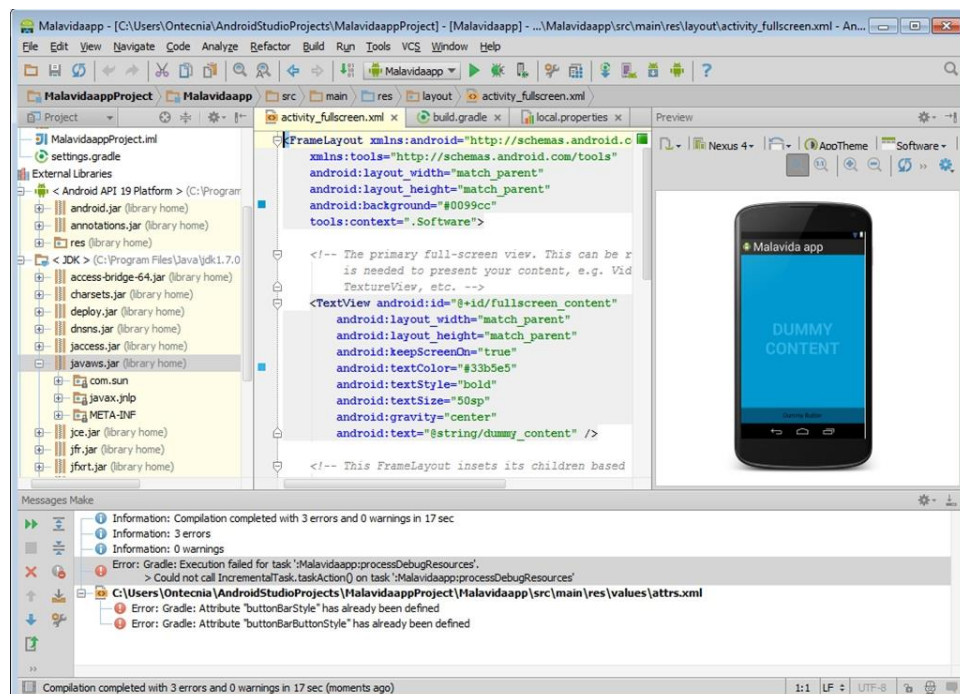 Malavidaapp - [C:\Users\Ontecnia\AndroidStudioProjects\MalavidaappProject] - [Malavidaapp] - ...\Malavidaapp\src\main\res\layout\activity_fullscreen.xml - An...
File Edit View Navigate Code Analyze Refactor Build Run Tools VCS Window Help
Malavidaapp
MalavidaappProject Malavidaapp src main res layout activity_fullscreen.xml
Project
MalavidaappProject.iml
settings.gradle
External Libraries
< Android API 19 Platform > (C:\Program
android.jar (library home)
annotations.jar (library home)
res (library home)
< JDK > (C:\Program Files\Java\jdk1.7.0
access-bridge-64.jar (library home)
charsets.jar (library home)
deploy.jar (library home)
dnsns.jar (library home)
jaccess.jar (library home)
javaws.jar (library home)
com.sun
javax.jnlp
META-INF
jce.jar (library home)
jfr.jar (library home)
jfxrt.jar (library home)
activity_fullscreen.xml build.gradle local.properties
<FrameLayout xmlns:android="http://schemas.android.c
xmlns:tools="http://schemas.android.com/tools"
android:layout_width="match_parent"
android:layout_height="match_parent"
android:background="#0099cc"
tools:context=".Software">
<!-- The primary full-screen view. This can be r
is needed to present your content, e.g. Vid
TextureView, etc. -->
<TextView android:id="@+id/fullscreen_content"
android:layout_width="match_parent"
android:layout_height="match_parent"
android:keepScreenOn="true"
android:textColor="#33b5e5"
android:textStyle="bold"
android:textSize="50sp"
android:gravity="center"
android:text="@string/dummy_content" />
<!-- This FrameLayout insets its children based
Preview
Nexus 4 AppTheme Software
Malavida app
DUMMY
CONTENT
Dummy Button
Messages Make
Information: Compilation completed with 3 errors and 0 warnings in 17 sec
Information: 3 errors
Information: 0 warnings
Error: Gradle: Execution failed for task ':Malavidaapp:processDebugResources'.
> Could not call IncrementalTask.taskAction() on task ':Malavidaapp:processDebugResources'
C:\Users\Ontecnia\AndroidStudioProjects\MalavidaappProject\Malavidaapp\src\main\res\values\attrs.xml
Error: Gradle: Attribute "buttonBarStyle" has already been defined
Error: Gradle: Attribute "buttonBarButtonStyle" has already been defined
Compilation completed with 3 errors and 0 warnings in 17 sec (moments ago) 1:1 LF UTF-8